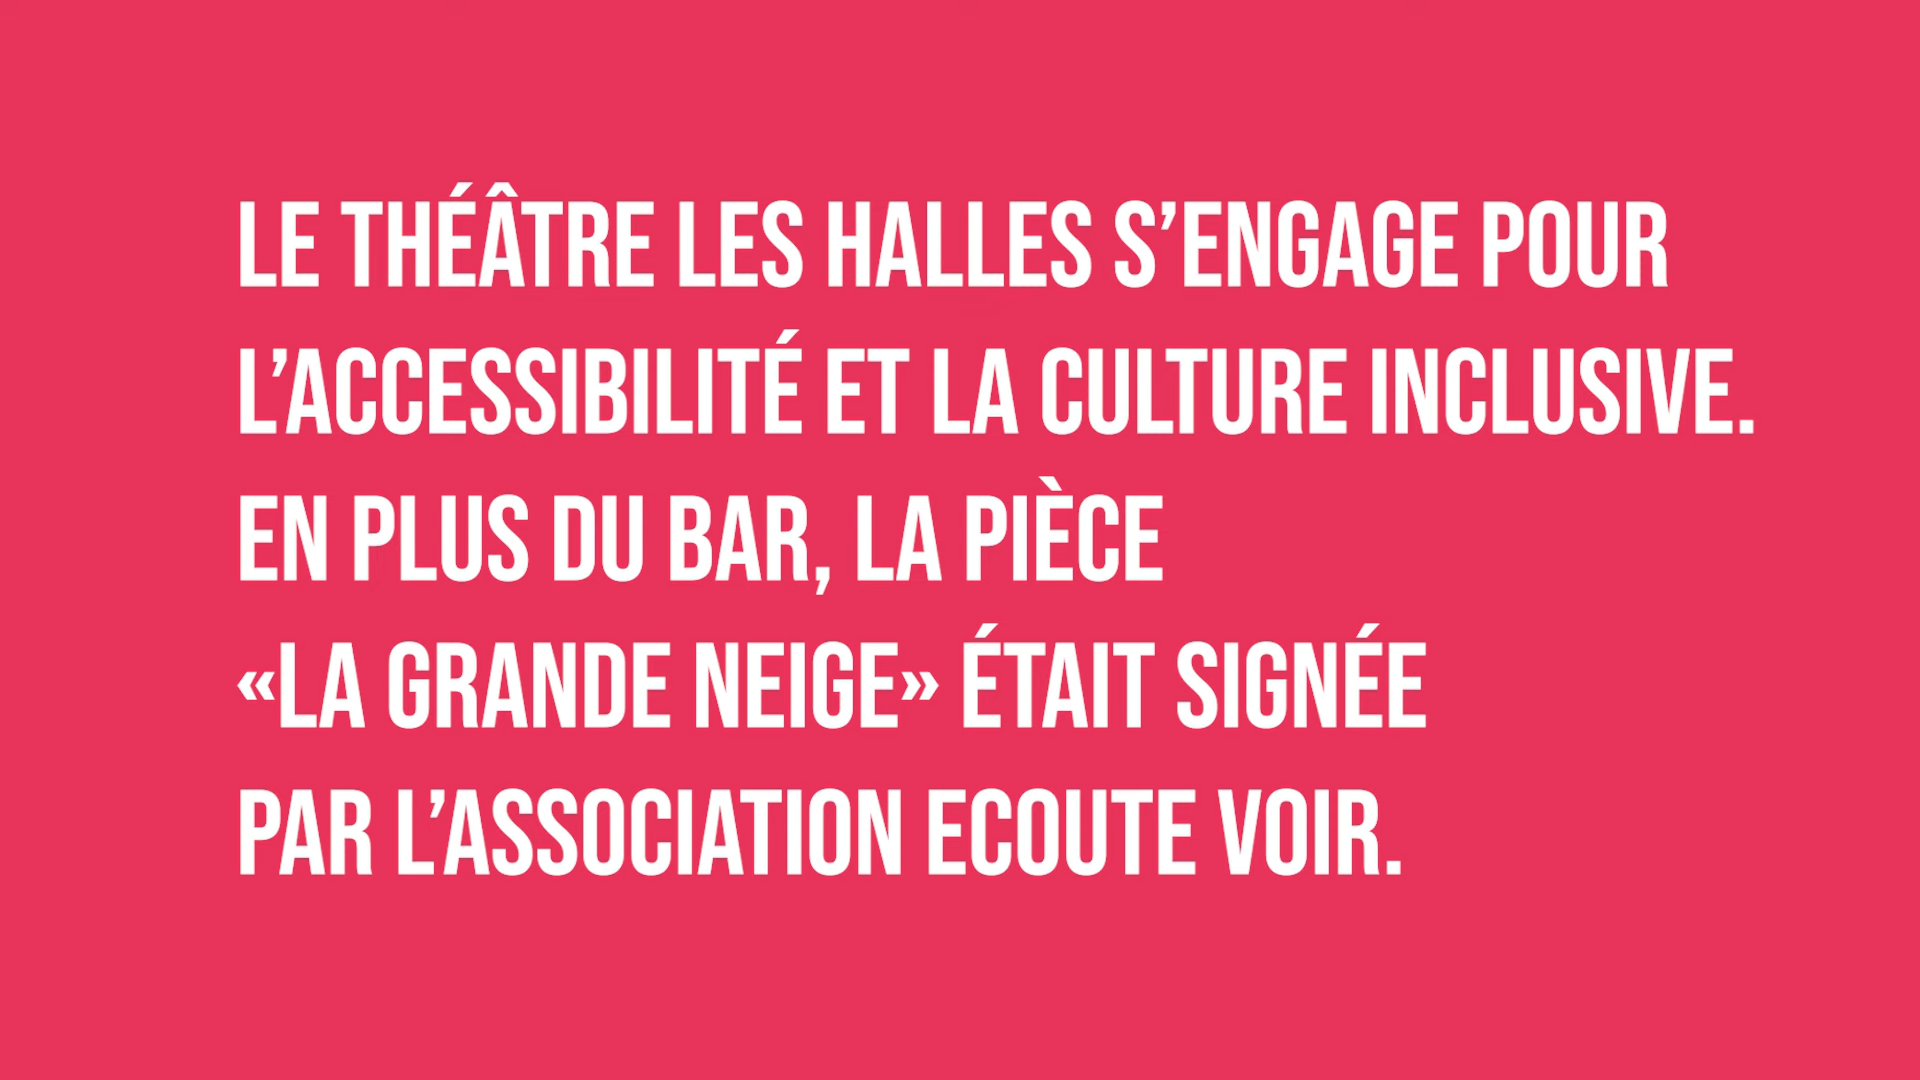 LE THÉÂTRE LES HALLES S’ENGAGE POUR
L’ACCESSIBILITÉ ET LA CULTURE INCLUSIVE.
EN PLUS DU BAR, LA PIÈCE
«LA GRANDE NEIGE» ÉTAIT SIGNÉE
PAR L’ASSOCIATION ECOUTE VOIR.